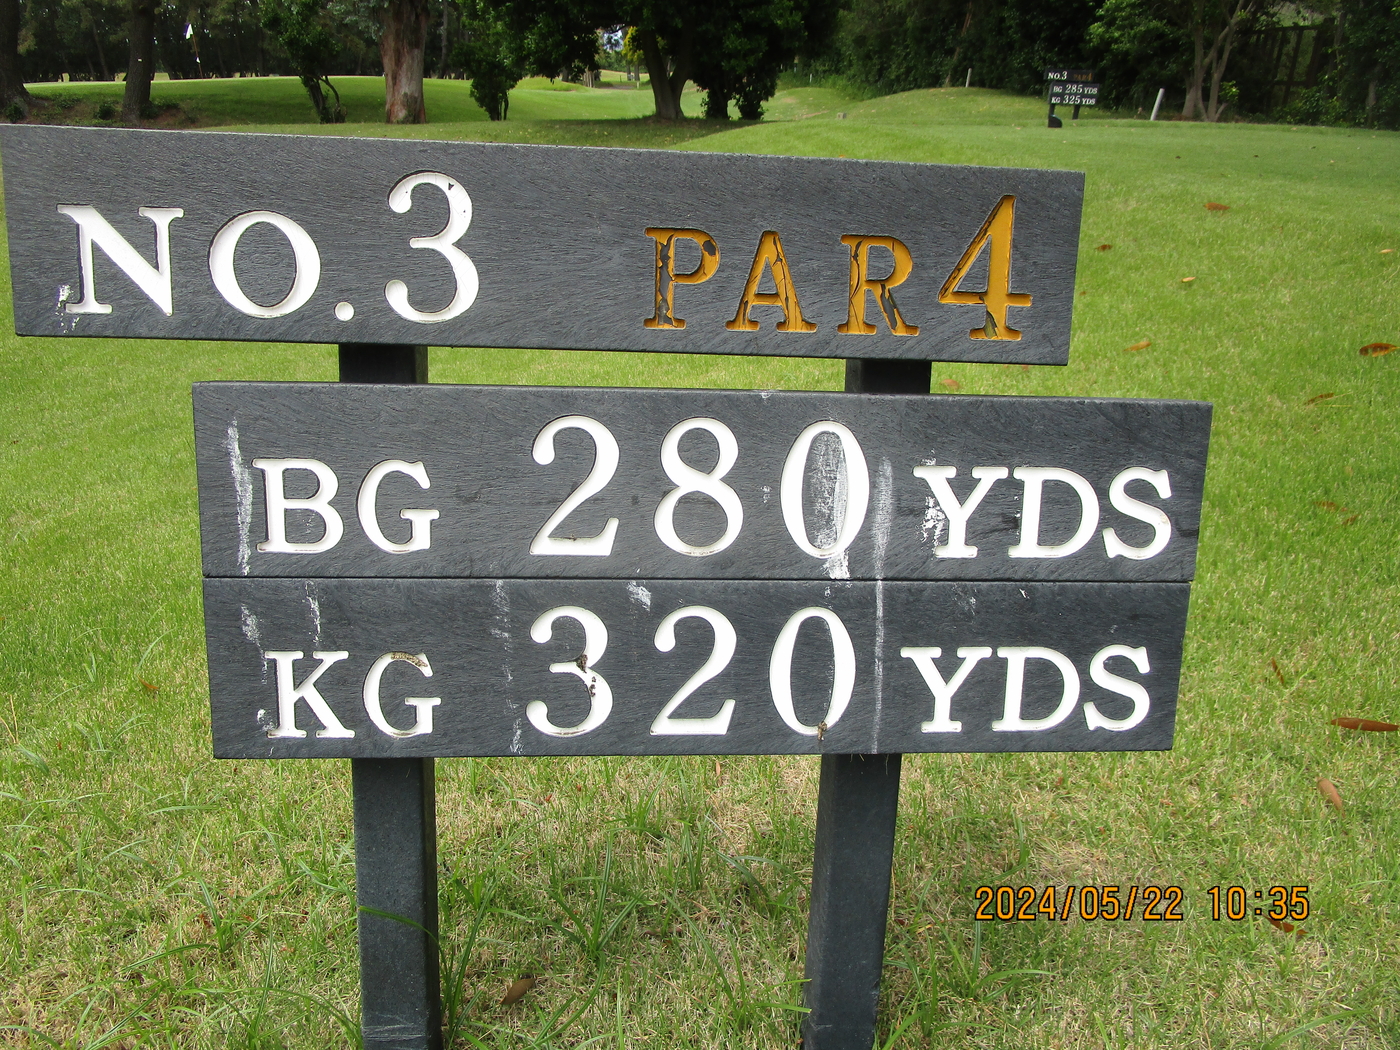 NO.3 PAR4
BG 285 YDS
KG 325 YDS
NO.3 PAR4
BG 280 YDS
KG 320 YDS
2024/05/22 10:35